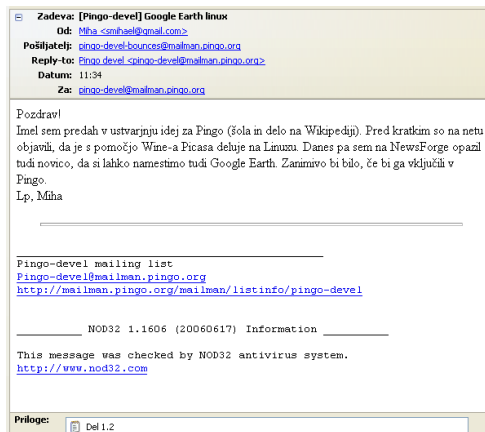 Zadeva: [Pingo-devel] Google Earth linux
Od: Miha <smihael@gmail.com>
Pošiljatelj: pingo-devel-bounces@mailman.pingo.org
Reply-to: Pingo devel <pingo-devel@mailman.pingo.org>
Datum: 11:34
Za: pingo-devel@mailman.pingo.org
Pozdrav!
Imel sem predah v ustvarjnju idej za Pingo (šola in delo na Wikipediji). Pred kratkim so na netu
objavili, da je s pomočjo Wine-a Picasa deluje na Linuxu. Danes pa sem na NewsForge opazil
tudi novico, da si lahko namestimo tudi Google Earth. Zanimivo bi bilo, če bi ga vključili v
Pingo.
Lp, Miha
Pingo-devel mailing list
Pingo-devel@mailman.pingo.org
http://mailman.pingo.org/mailman/listinfo/pingo-devel
__________ NOD32 1.1606 (20060617) Information __________
This message was checked by NOD32 antivirus system.
http://www.nod32.com
Priloge:
Del 1.2